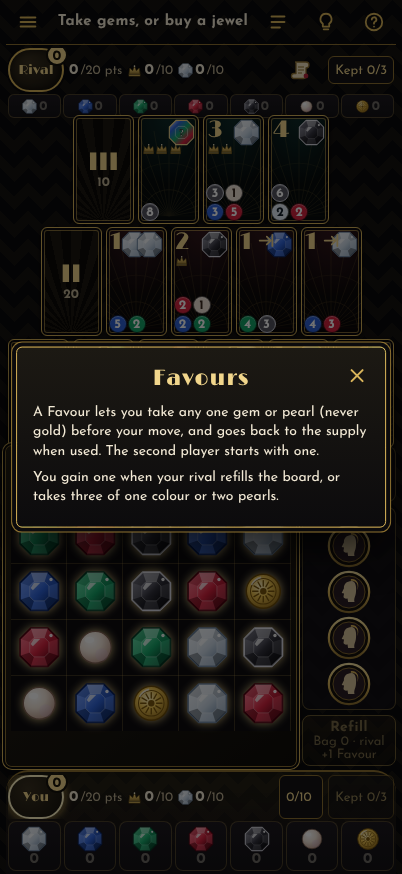 Take gems, or buy a jewel
0
Rival 0/20 pts 0/10 0/10 Kept 0/3
0 0 0 0 0 0 0
III
10
8
3
3 1
3 5
4
6
2 2
II
20
1
5 2
2
2 1
2 2
1
4 3
1
4 3
Favours
A Favour lets you take any one gem or pearl (never
gold) before your move, and goes back to the supply
when used. The second player starts with one.
You gain one when your rival refills the board, or
takes three of one colour or two pearls.
Refill
Bag 0 · rival
+1 Favour
0
You 0/20 pts 0/10 0/10 0/10 Kept 0/3
0 0 0 0 0 0 0